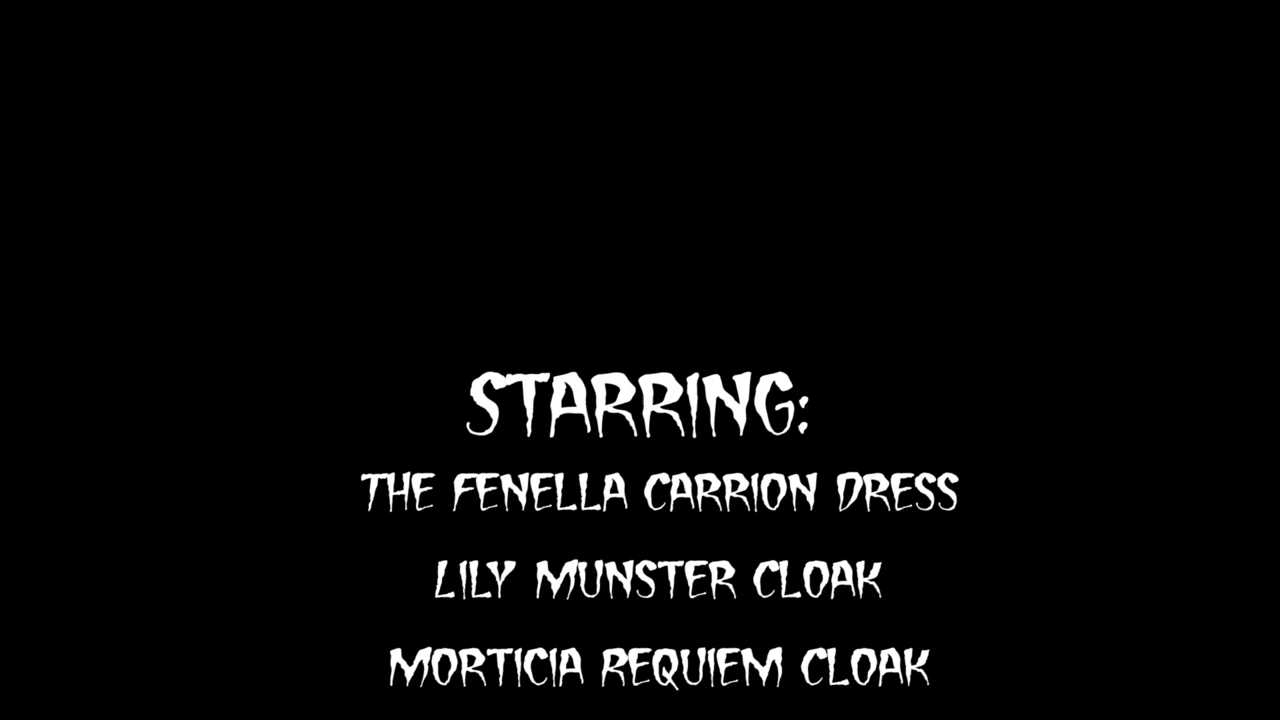 STARRING:
THE FENELLA CARRION DRESS
LILY MUNSTER CLOAK
MORTICIA REQUIEM CLOAK